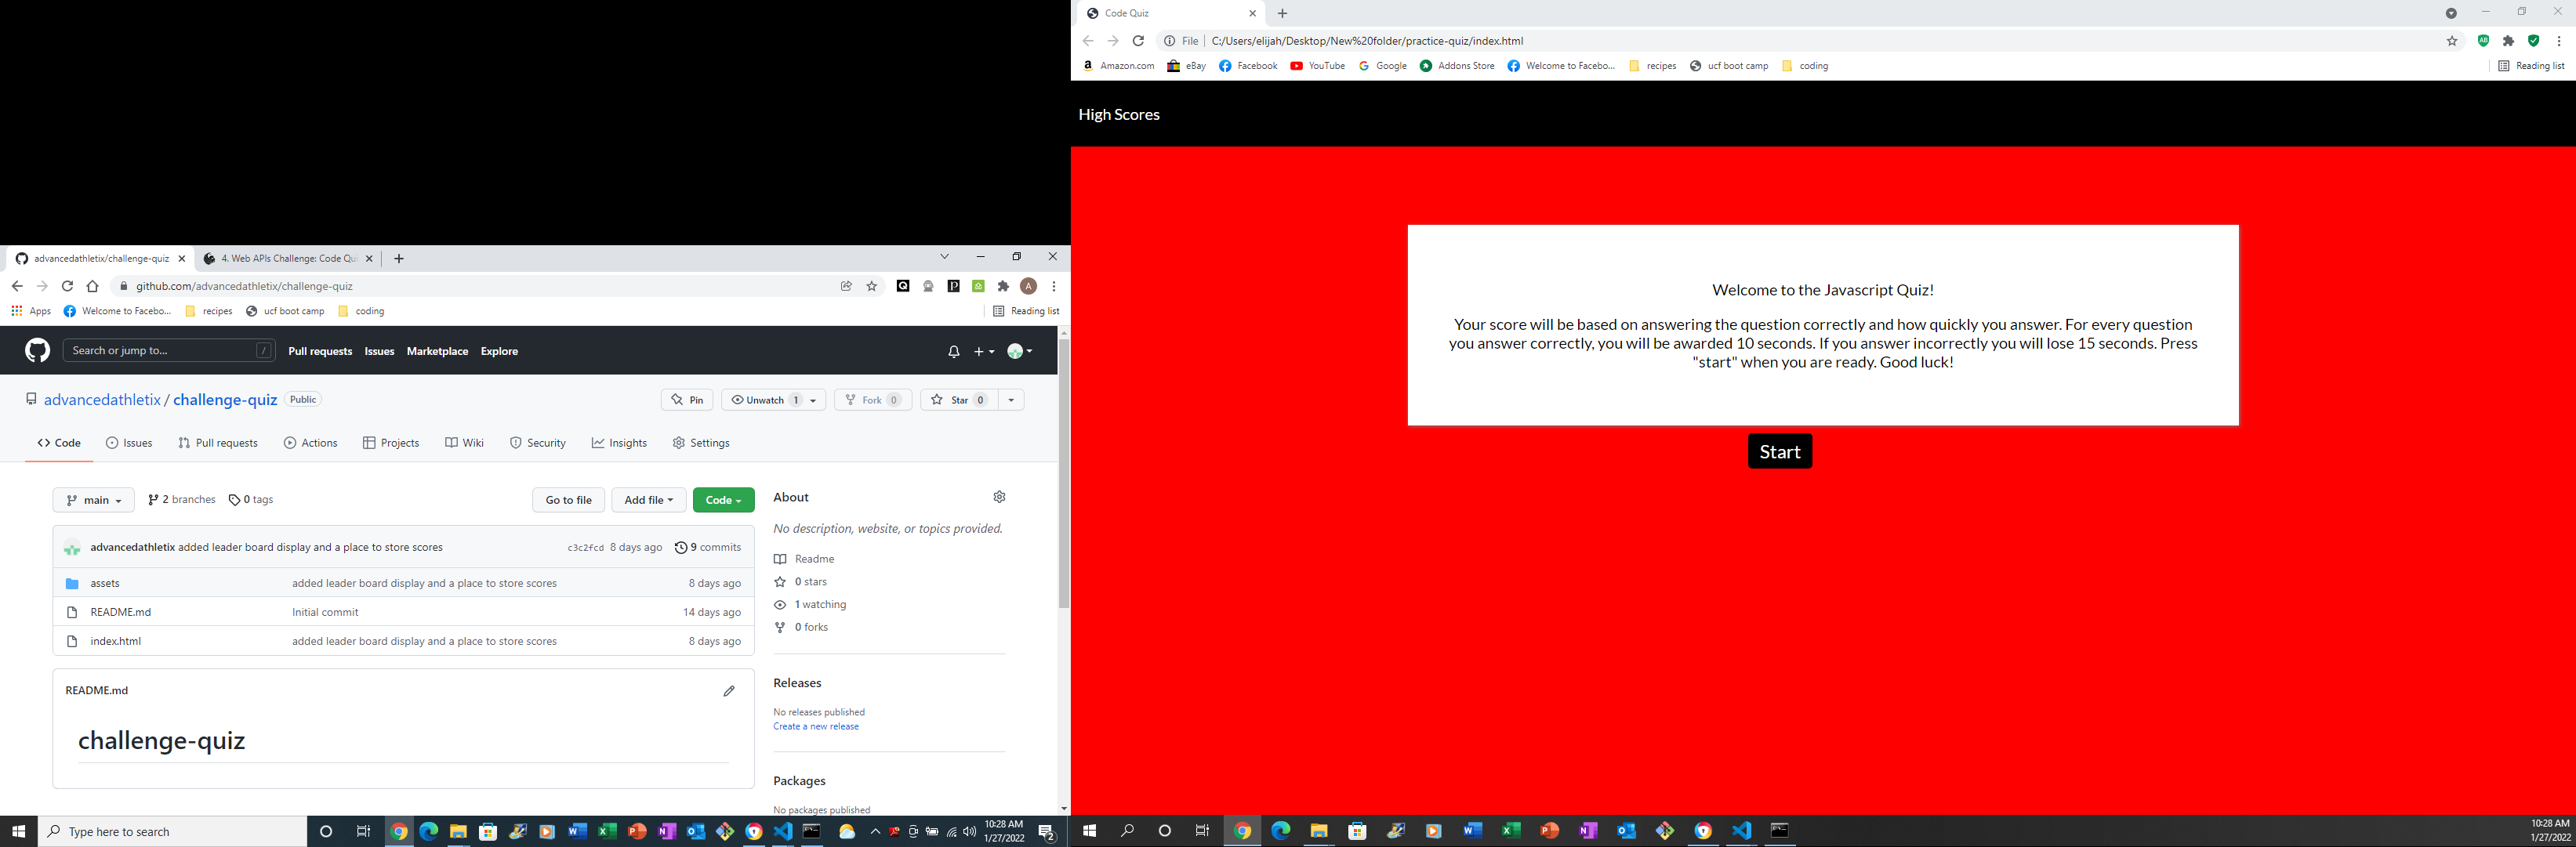 advancedathletix/challenge-quiz
4. Web APIs Challenge: Code Qu
github.com/advancedathletix/challenge-quiz
Apps
Welcome to Facebo...
recipes
ucf boot camp
coding
Reading list
Search or jump to...
/
Pull requests
Issues
Marketplace
Explore
advancedathletix / challenge-quiz
Public
Pin
Unwatch 1
Fork 0
Star 0
Code
Issues
Pull requests
Actions
Projects
Wiki
Security
Insights
Settings
main
2 branches
0 tags
Go to file
Add file
Code
advancedathletix added leader board display and a place to store scores
c3c2fcd 8 days ago
9 commits
assets
added leader board display and a place to store scores
8 days ago
README.md
Initial commit
14 days ago
index.html
added leader board display and a place to store scores
8 days ago
README.md
challenge-quiz
About
No description, website, or topics provided.
Readme
0 stars
1 watching
0 forks
Releases
No releases published
Create a new release
Packages
No packages published
Type here to search
10:28 AM
1/27/2022
2
Code Quiz
File
C:/Users/elijah/Desktop/New%20folder/practice-quiz/index.html
Amazon.com
eBay
Facebook
YouTube
Google
Addons Store
Welcome to Facebo...
recipes
ucf boot camp
coding
Reading list
High Scores
Welcome to the Javascript Quiz!
Your score will be based on answering the question correctly and how quickly you answer. For every question
you answer correctly, you will be awarded 10 seconds. If you answer incorrectly you will lose 15 seconds. Press
"start" when you are ready. Good luck!
Start
10:28 AM
1/27/2022